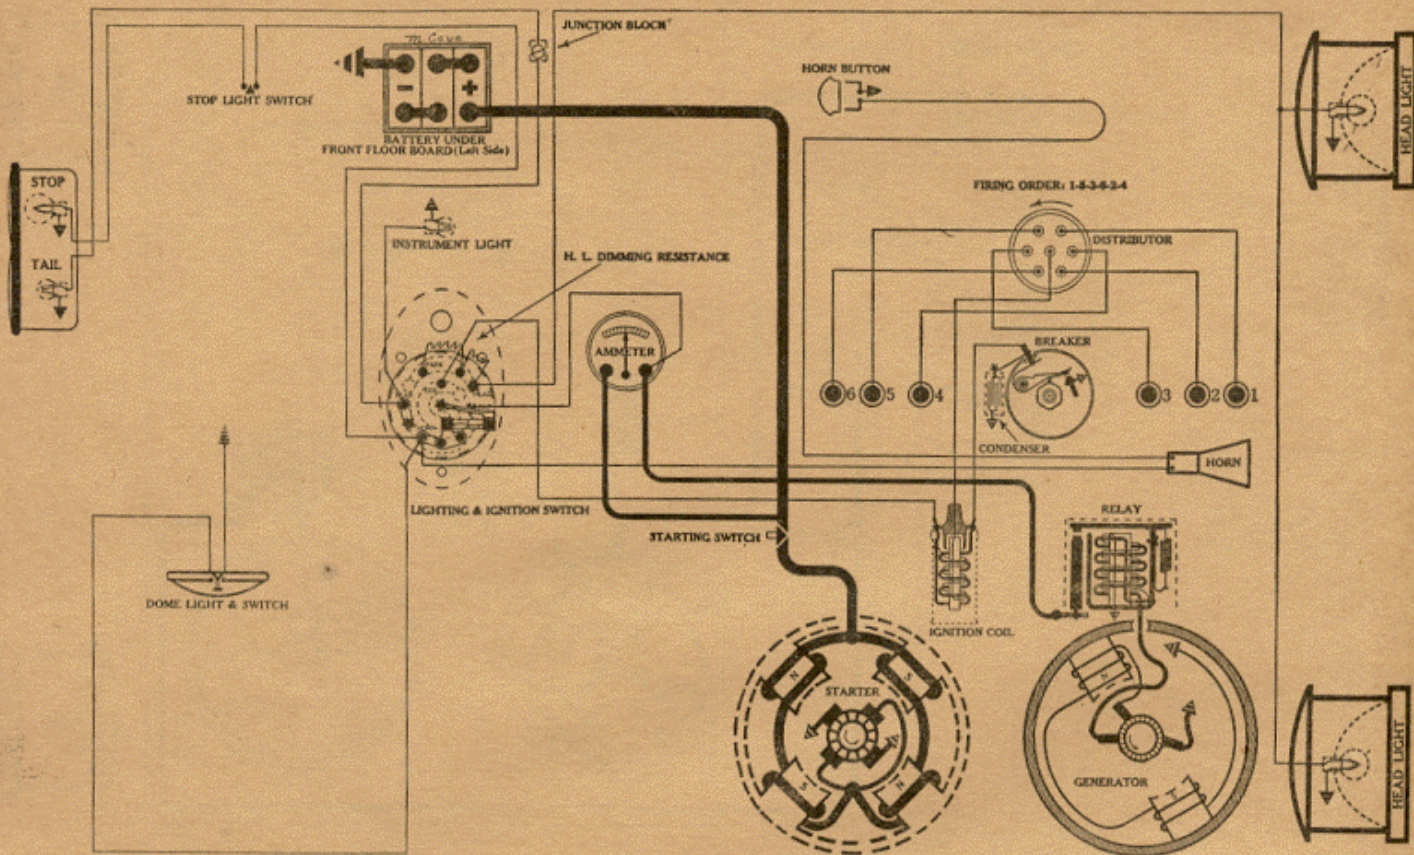 JUNCTION BLOCK
HEAD LIGHT
HORN BUTTON
−
+
STOP LIGHT SWITCH
BATTERY UNDER
FRONT FLOOR BOARD (Left Side)
STOP
TAIL
FIRING ORDER: 1-5-3-6-2-4
INSTRUMENT LIGHT
DISTRIBUTOR
H. L. DIMMING RESISTANCE
AMMETER
BREAKER
6
5
4
3
2
1
CONDENSER
HORN
LIGHTING & IGNITION SWITCH
RELAY
STARTING SWITCH
DOME LIGHT & SWITCH
IGNITION COIL
N
S
STARTER
N
S
N
GENERATOR
HEAD LIGHT